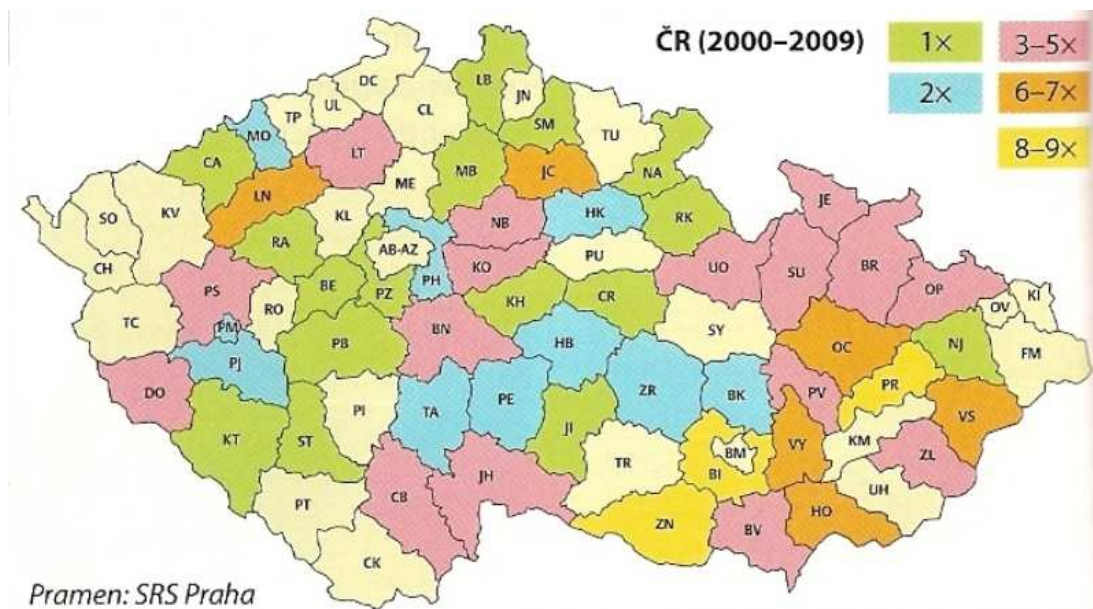 ČR (2000–2009)
1×
3–5×
2×
6–7×
8–9×
DC
LB
UL
JN
TP
CL
SM
TU
MO
LT
CA
MB
JC
NA
LN
ME
JE
SO
KV
KL
NB
HK
RK
RA
AB-AZ
PU
CH
PH
KO
UO
SU
BR
OP
PS
BE
PZ
KH
CR
KI
OV
RO
TC
PM
BN
SY
PB
HB
OC
NJ
FM
PJ
DO
PR
PI
TA
PE
ZR
BK
PV
VS
KT
ST
JI
VY
KM
BM
ZL
TR
BI
CB
JH
UH
PT
HO
ZN
BV
CK
Pramen: SRS Praha